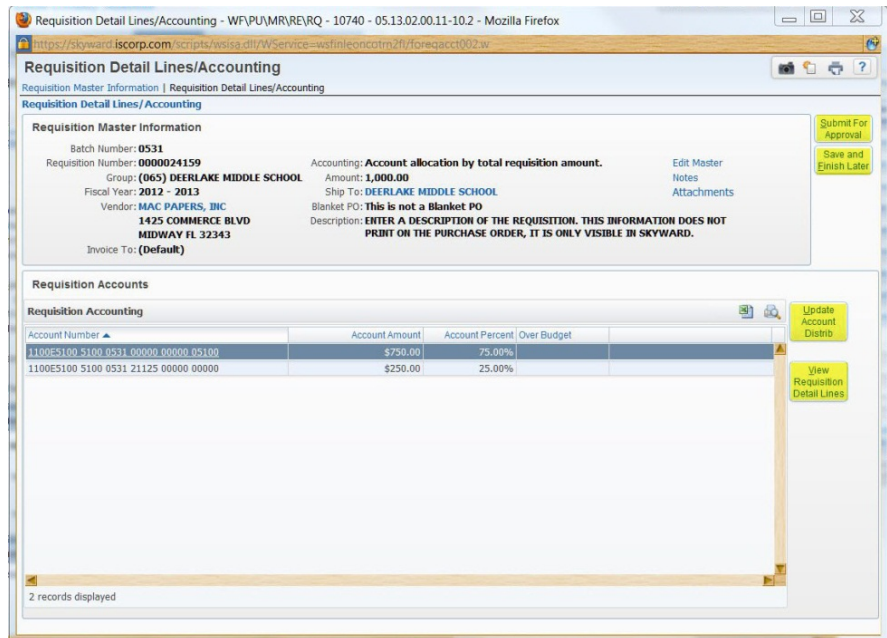 Requisition Detail Lines/Accounting - WF\PU\MR\RE\RQ - 10740 - 05.13.02.00.11-10.2 - Mozilla Firefox
https://skyward.iscorp.com/scripts/wsisa.dll/WService=wsfinleoncotrn2fl/foreqacct002.w
Requisition Detail Lines/Accounting
Requisition Master Information | Requisition Detail Lines/Accounting
Requisition Detail Lines/Accounting
Requisition Master Information
Submit For Approval
Save and Finish Later
Batch Number: 0531
Requisition Number: 0000024159 Accounting: Account allocation by total requisition amount. Edit Master
Group: (065) DEERLAKE MIDDLE SCHOOL Amount: 1,000.00 Notes
Fiscal Year: 2012 - 2013 Ship To: DEERLAKE MIDDLE SCHOOL Attachments
Vendor: MAC PAPERS, INC Blanket PO: This is not a Blanket PO
1425 COMMERCE BLVD Description: ENTER A DESCRIPTION OF THE REQUISITION. THIS INFORMATION DOES NOT
MIDWAY FL 32343 PRINT ON THE PURCHASE ORDER, IT IS ONLY VISIBLE IN SKYWARD.
Invoice To: (Default)
Requisition Accounts
Requisition Accounting
Update Account Distrib
Account Number Account Amount Account Percent Over Budget
1100E5100 5100 0531 00000 00000 05100 $750.00 75.00%
1100E5100 5100 0531 21125 00000 00000 $250.00 25.00%
View Requisition Detail Lines
2 records displayed